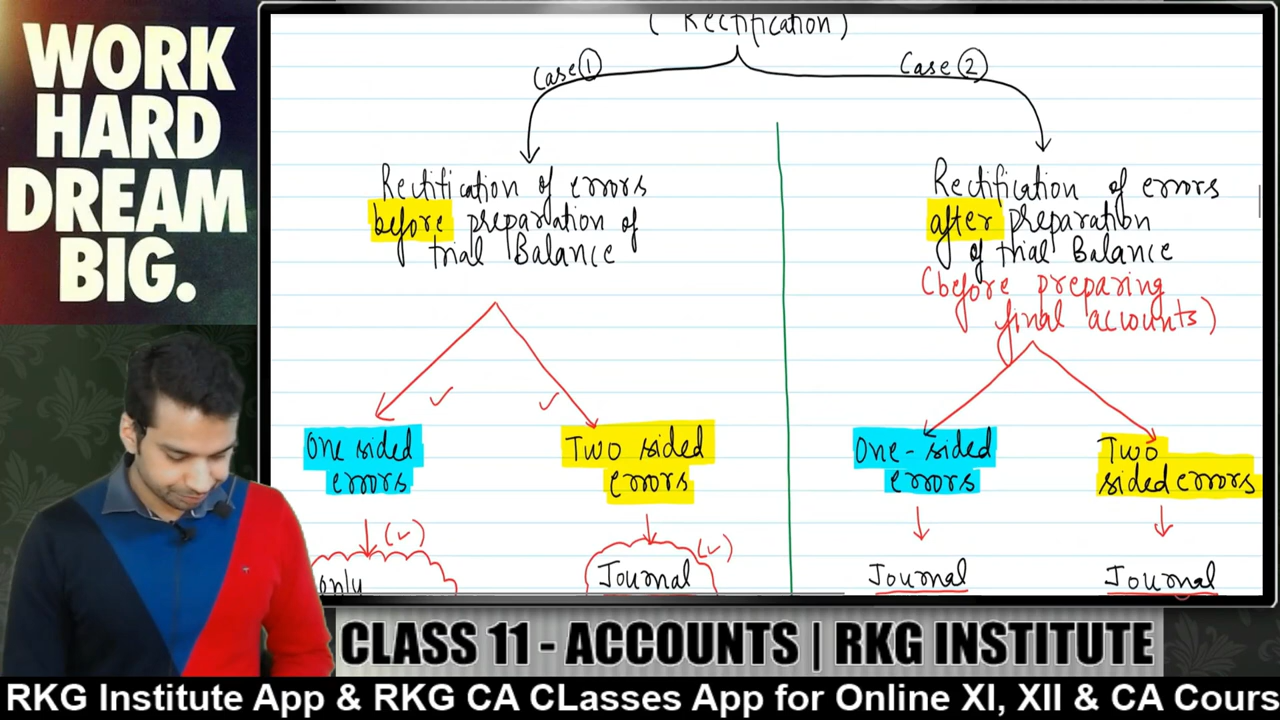 WORK
HARD
DREAM
BIG.
( Rectification )
Case 1
Case 2
Rectification of errors
before preparation of
trial Balance
Rectification of errors
after preparation
of trial Balance
(before preparing
final accounts)
One sided
errors
Two sided
errors
One-sided
errors
Two
sided errors
only
Journal
Journal
Journal
CLASS 11 - ACCOUNTS | RKG INSTITUTE
RKG Institute App & RKG CA CLasses App for Online XI, XII & CA Cours